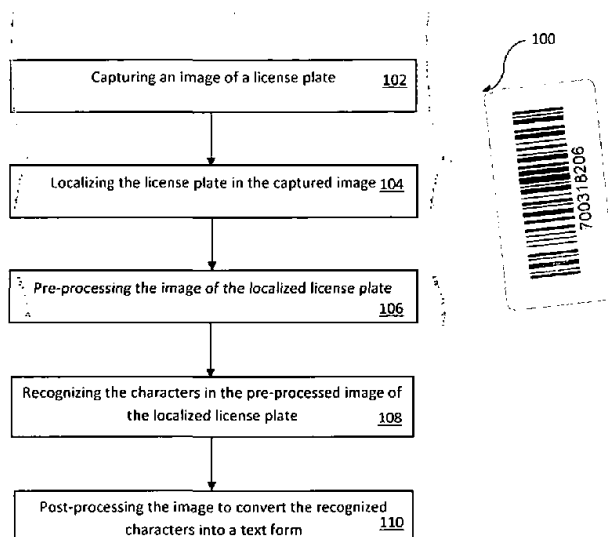 100
Capturing an image of a license plate 102
Localizing the license plate in the captured image 104
700318206
Pre-processing the image of the localized license plate
106
Recognizing the characters in the pre-processed image of
the localized license plate 108
Post-processing the image to convert the recognized
characters into a text form 110